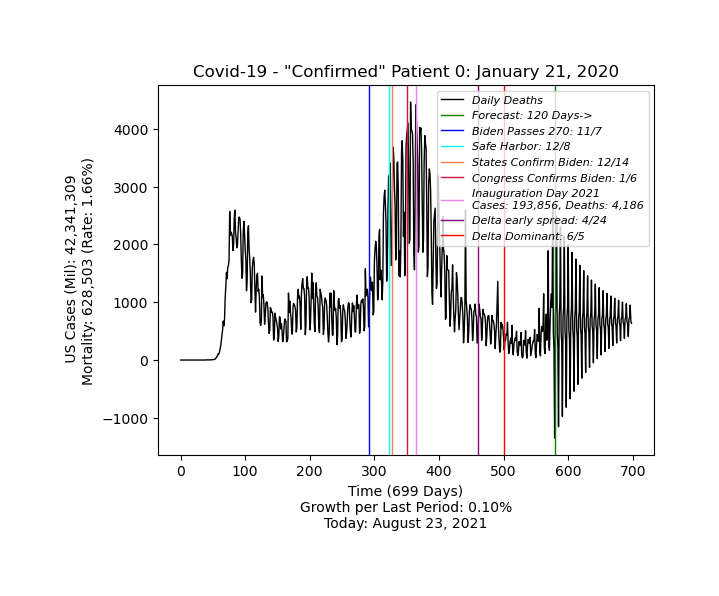 Covid-19 - "Confirmed" Patient 0: January 21, 2020
US Cases (Mil): 42,341,309
Mortality: 628,503 (Rate: 1.66%)
4000
3000
2000
1000
0
−1000
Daily Deaths
Forecast: 120 Days->
Biden Passes 270: 11/7
Safe Harbor: 12/8
States Confirm Biden: 12/14
Congress Confirms Biden: 1/6
Inauguration Day 2021
Cases: 193,856, Deaths: 4,186
Delta early spread: 4/24
Delta Dominant: 6/5
0 100 200 300 400 500 600 700
Time (699 Days)
Growth per Last Period: 0.10%
Today: August 23, 2021